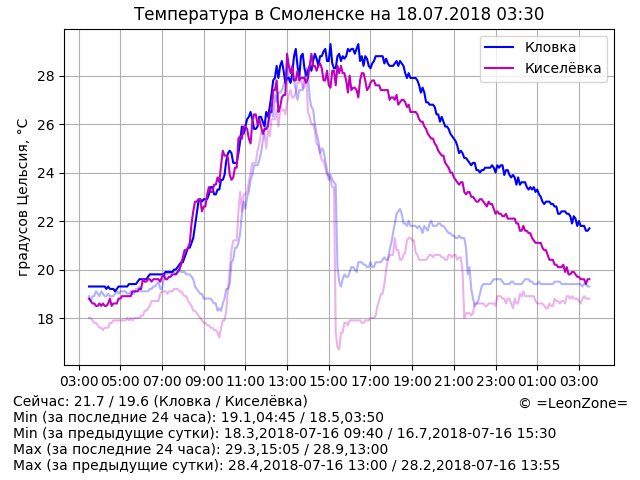 Температура в Смоленске на 18.07.2018 03:30
Кловка
Киселёвка
градусов Цельсия, °C
28
26
24
22
20
18
03:00 05:00 07:00 09:00 11:00 13:00 15:00 17:00 19:00 21:00 23:00 01:00 03:00
Сейчас: 21.7 / 19.6 (Кловка / Киселёвка)
© =LeonZone=
Min (за последние 24 часа): 19.1,04:45 / 18.5,03:50
Min (за предыдущие сутки): 18.3,2018-07-16 09:40 / 16.7,2018-07-16 15:30
Max (за последние 24 часа): 29.3,15:05 / 28.9,13:00
Max (за предыдущие сутки): 28.4,2018-07-16 13:00 / 28.2,2018-07-16 13:55